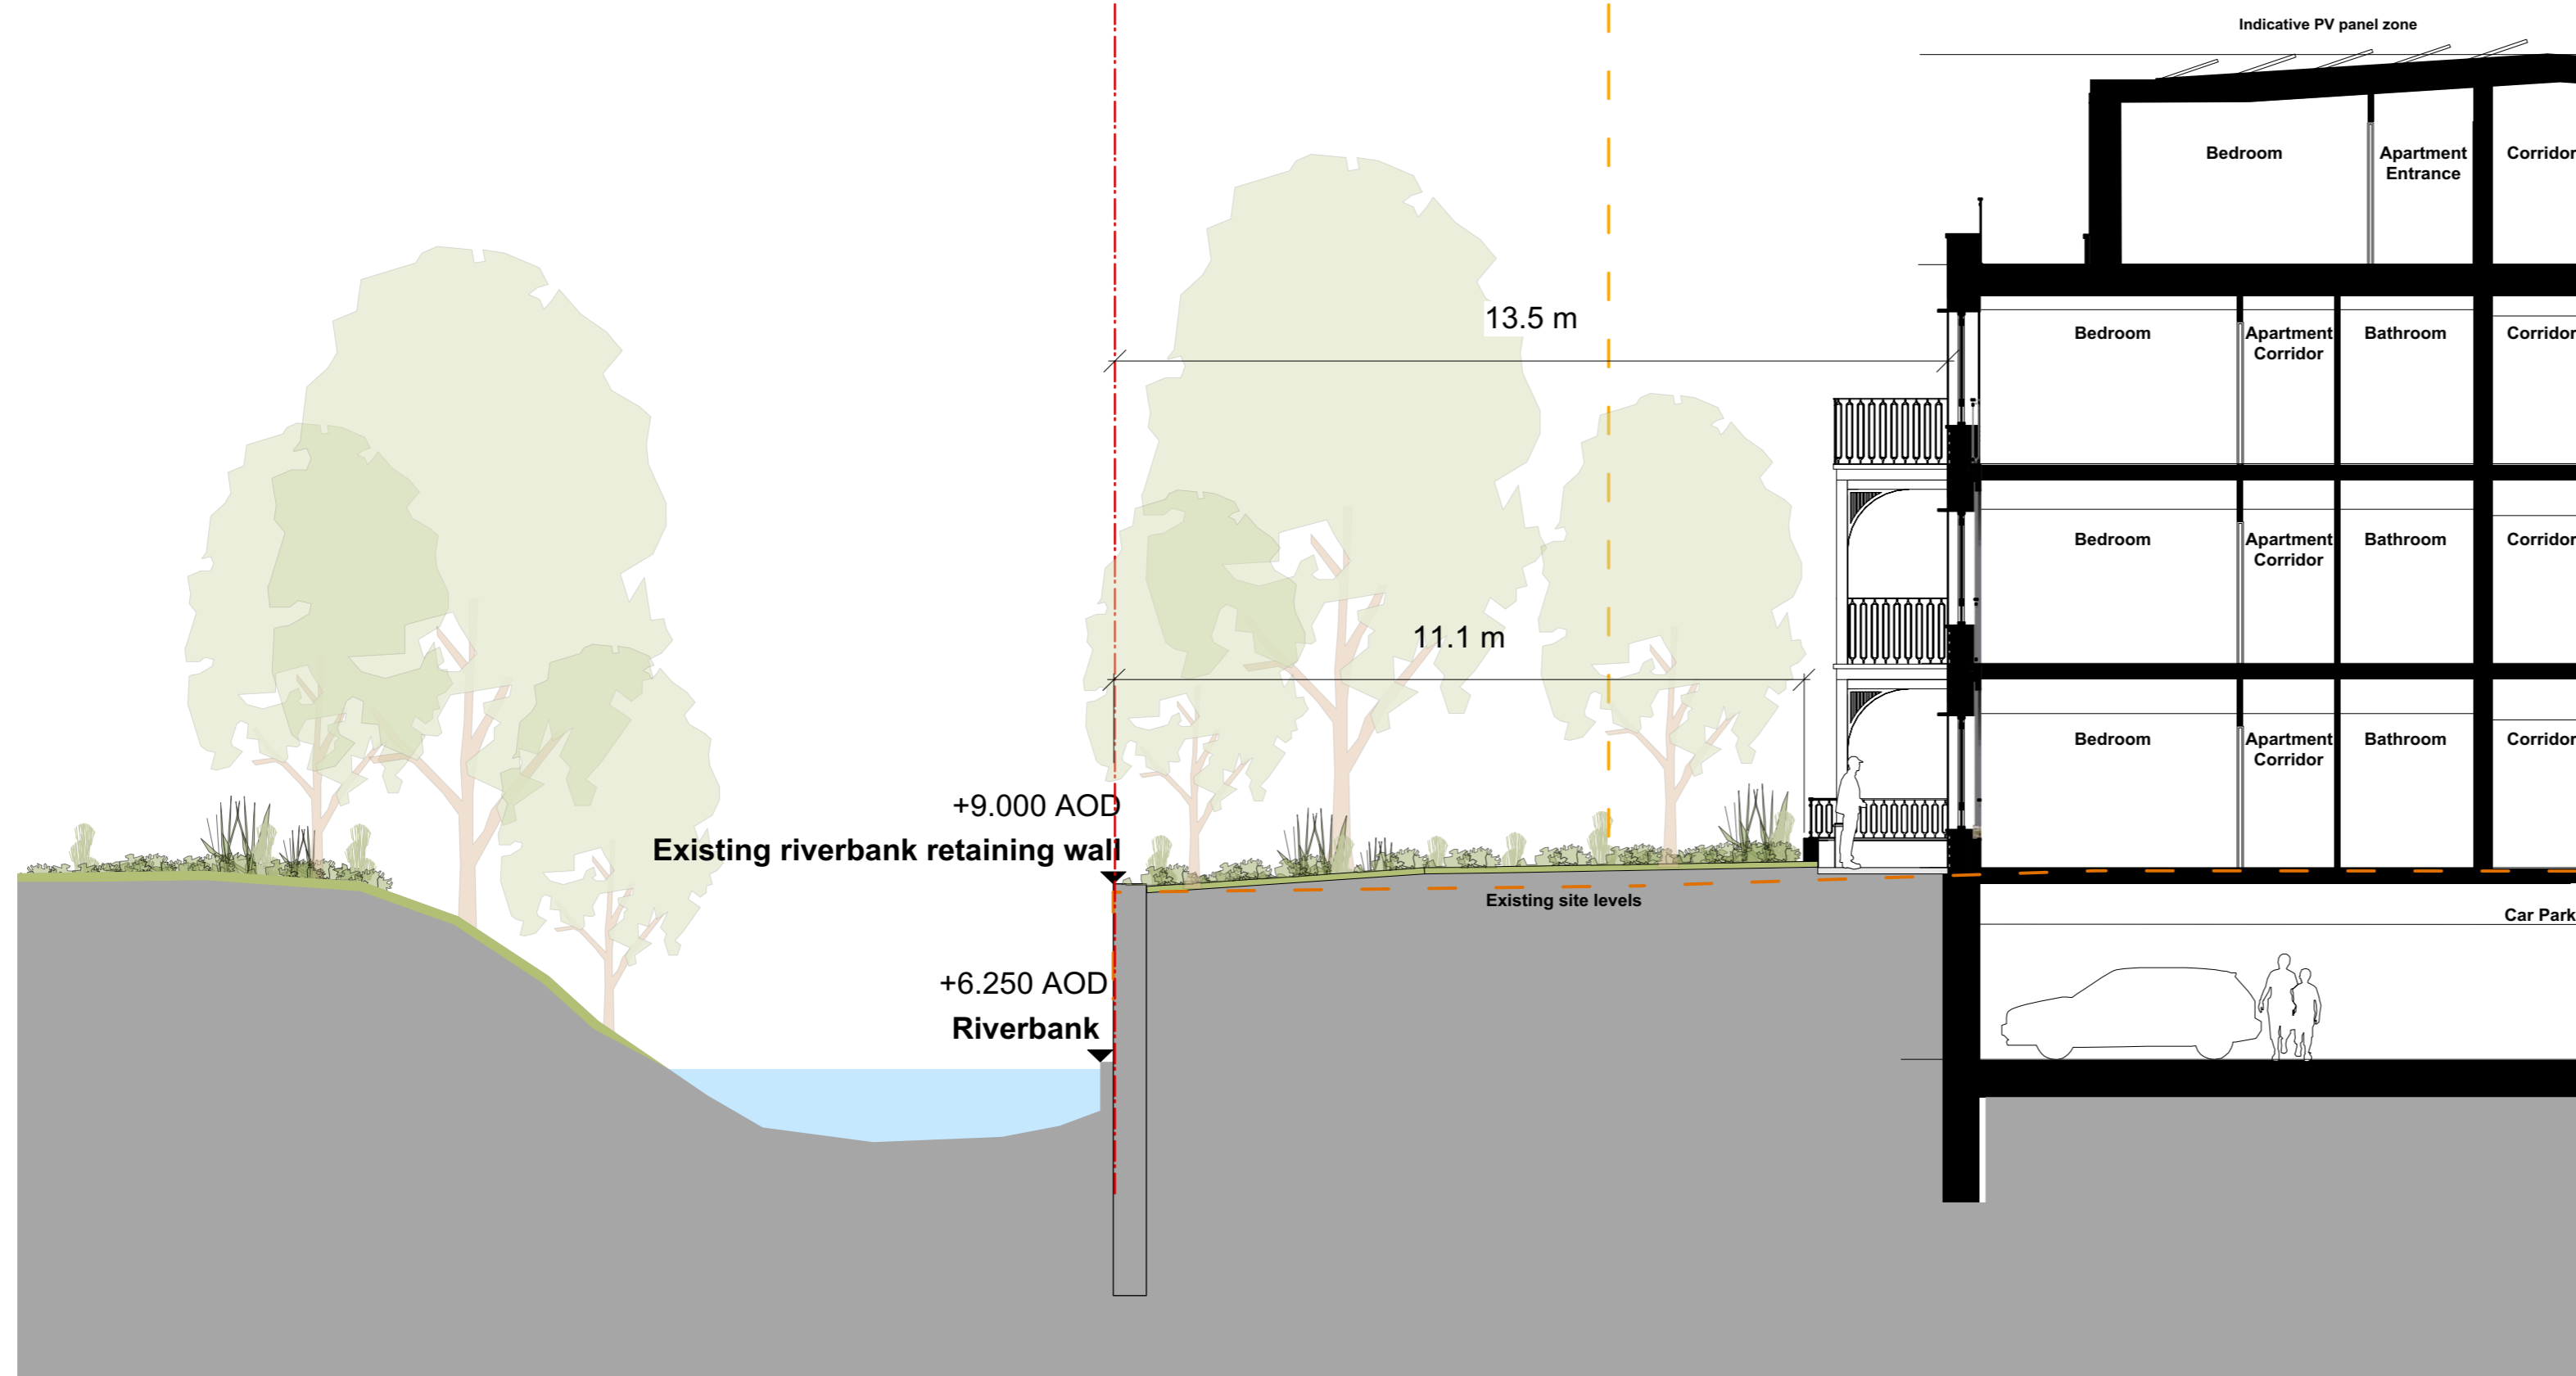 Indicative PV panel zone
Bedroom
Apartment
Entrance
Corridor
13.5 m
Bedroom
Apartment
Corridor
Bathroom
Corridor
Bedroom
Apartment
Corridor
Bathroom
Corridor
11.1 m
Bedroom
Apartment
Corridor
Bathroom
Corridor
+9.000 AOD
Existing riverbank retaining wall
Existing site levels
Car Park
+6.250 AOD
Riverbank